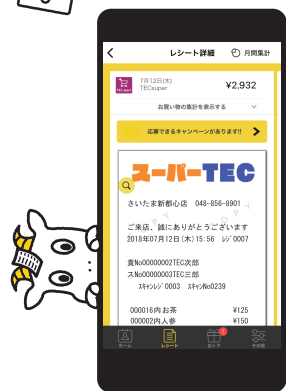 レシート詳細
月間集計
7月12日(木)
TECsuper
¥2,932
お買い物の集計を表示する
応募できるキャンペーンがあります!!
スーパーTEC
さいたま新都心店 048-856-8901
COPY
ご来店、誠にありがとうございます
2018年07月12日(木)15:56 レジ0007
責No00000002TEC次郎
スNo00000003TEC三郎
スキャンレジ0003 スキャンNo0239
000016内お茶 ¥125
000002内人参 ¥150
ホーム
レシート
おトク
その他